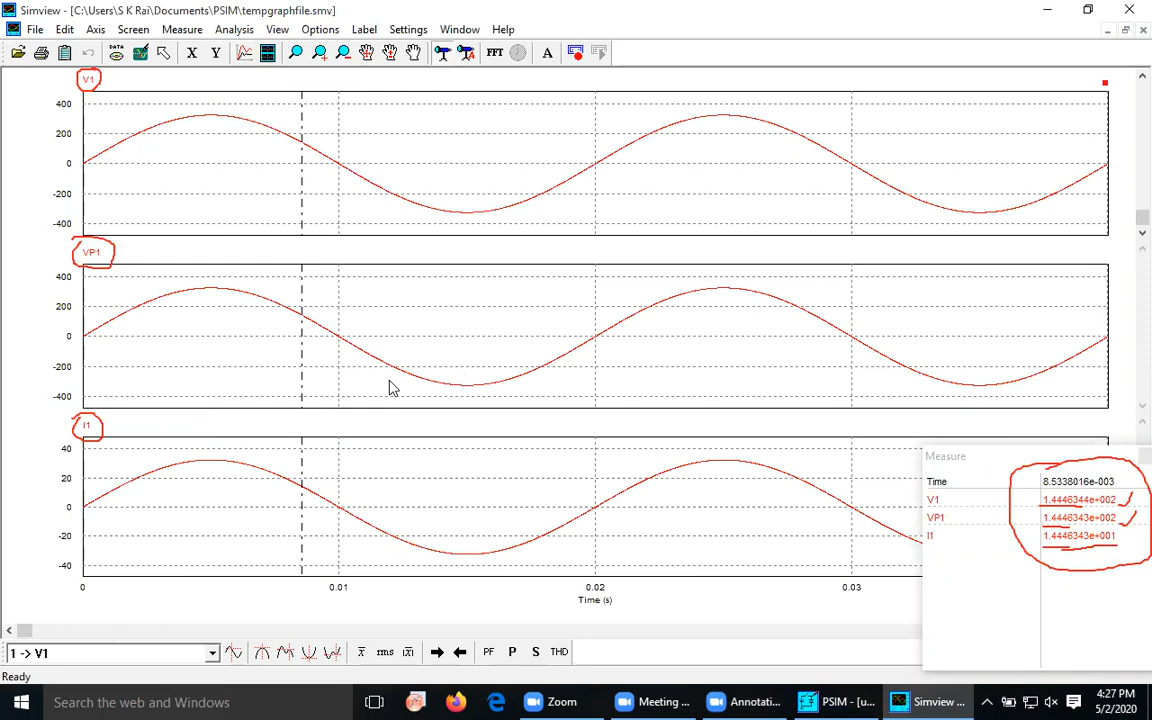 Simview - [C:\Users\S K Rai\Documents\PSIM\tempgraphfile.smv]
File Edit Axis Screen Measure Analysis View Options Label Settings Window Help
DATA X Y FFT A
V1
400
200
0
-200
-400
VP1
400
200
0
-200
-400
I1
40
20
0
-20
-40
0 0.01 0.02 0.03
Time (s)
Measure
Time 8.5338016e-003
V1 1.4446344e+002
VP1 1.4446343e+002
I1 1.4446343e+001
1 -> V1 x rms |x| PF P S THD
Ready
Search the web and Windows Zoom Meeting ... Annotati... PSIM - [u... Simview ... 4:27 PM
5/2/2020